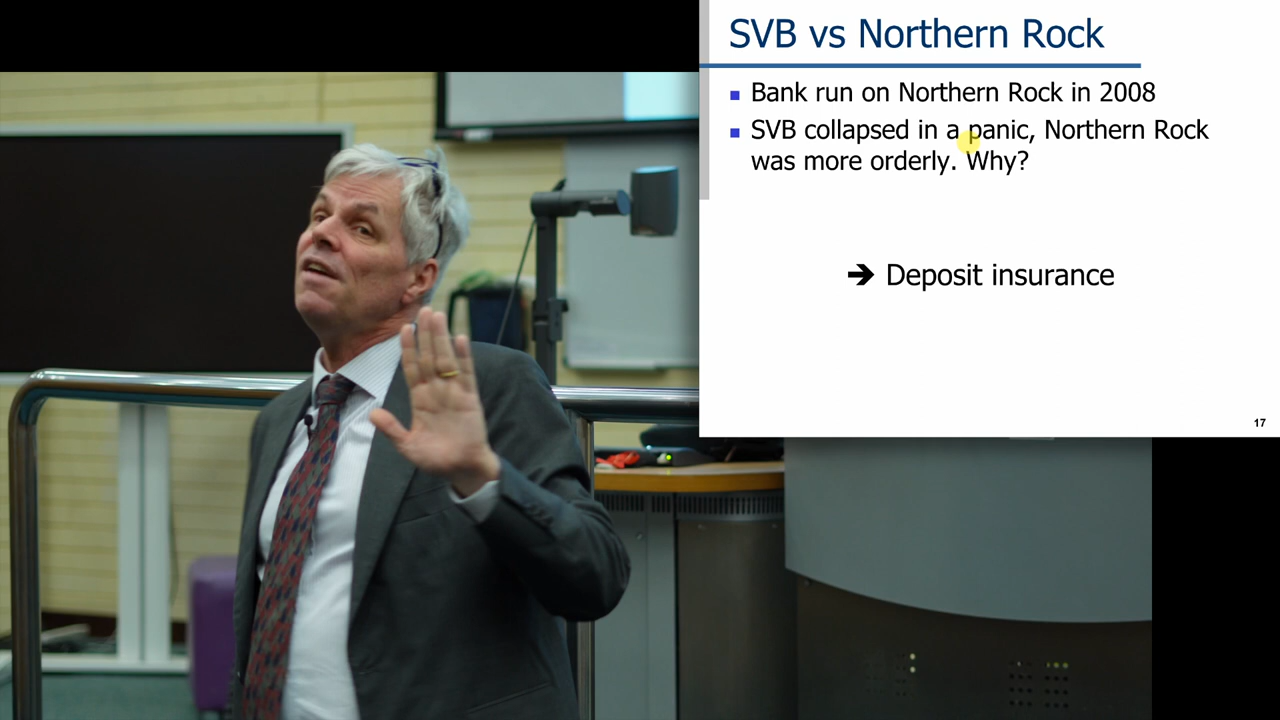 SVB vs Northern Rock
Bank run on Northern Rock in 2008
SVB collapsed in a panic, Northern Rock
was more orderly. Why?
➔ Deposit insurance
17